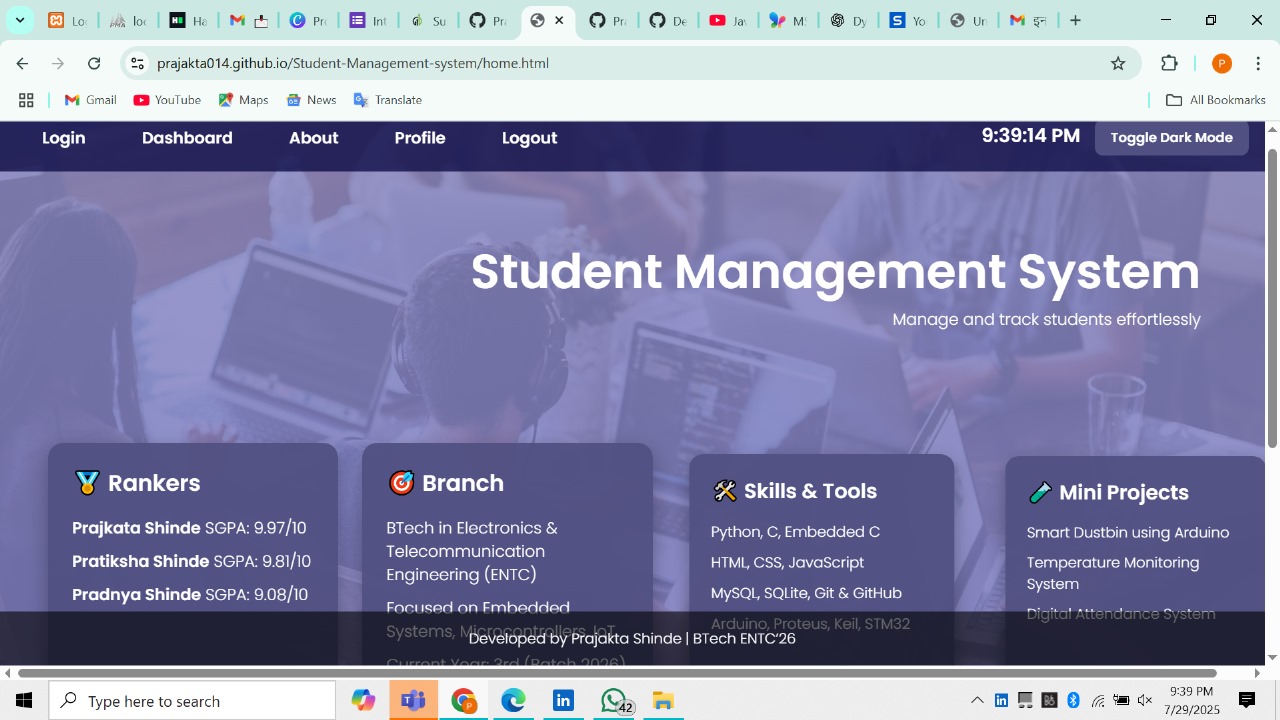 Lo
loc
Ha
Pr
Int
Su
Pra
Pra
De
Ja
M
Dy
Yo
Un
इन
prajakta014.github.io/Student-Management-system/home.html
P
Gmail
YouTube
Maps
News
Translate
All Bookmarks
Login
Dashboard
About
Profile
Logout
9:39:14 PM
Toggle Dark Mode
Student Management System
Manage and track students effortlessly
Rankers
Prajkata Shinde SGPA: 9.97/10
Pratiksha Shinde SGPA: 9.81/10
Pradnya Shinde SGPA: 9.08/10
Branch
BTech in Electronics &
Telecommunication
Engineering (ENTC)
Focused on Embedded
Systems, Microcontrollers, IoT
Current Year: 3rd (Batch 2026)
Skills & Tools
Python, C, Embedded C
HTML, CSS, JavaScript
MySQL, SQLite, Git & GitHub
Arduino, Proteus, Keil, STM32
Mini Projects
Smart Dustbin using Arduino
Temperature Monitoring
System
Digital Attendance System
Developed by Prajakta Shinde | BTech ENTC'26
Type here to search
P
42
9:39 PM
7/29/2025